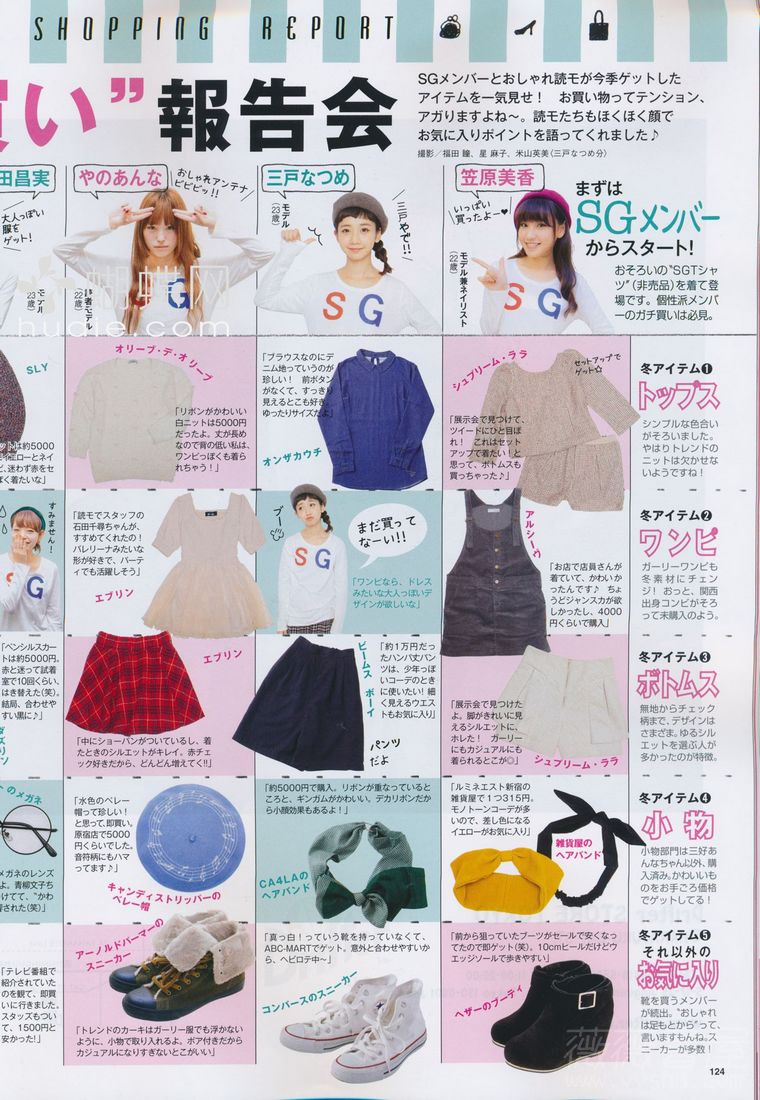 SHOPPING REPORT
買い”報告会
SGメンバーとおしゃれ読モが今季ゲットした
アイテムを一気見せ！ お買い物ってテンション、
アガりますよね〜。読モたちもほくほく顔で
お気に入りポイントを語ってくれました♪
撮影／福田 瞳、星 麻子、米山英美(三戸なつめ分)
田昌実
大人っぽい
服を
ゲット！
モデル
23歳
やのあんな
おしゃれアンテナ
ビビビッ!!
読者モデル
(22歳)
三戸なつめ
モデル
(23歳)
三戸やで!!
笠原美香
いっぱい
買ったよー♥
モデル兼ネイリスト
(22歳)
SG
SG
SG
まずは
SGメンバー
からスタート！
おそろいの“SGTシャ
ツ”(非売品)を着て登
場です。個性派メンバ
ーのガチ買いは必見。
蝴蝶网
hudie.com
SLY
ットは約5000
イエローとネイ
ど、迷わず赤をセ
ぽく着たいな」
オリーブ・デ・オリーブ
「リボンがかわいい
白ニットは5000円
だったよ。丈が長め
なので背の低い私は、
ワンピっぽくも着ら
れちゃう！」
「ブラウスなのにデ
ニム地っていうのが
珍しい！ 前ボタン
がなくて、すっきり
見えるとこも好き。
ゆったりサイズだよ」
オンザカウチ
シュプリーム・ララ
セットアップで
ゲット☆
「展示会で見つけて、
ツイードにひと目ぼ
れ！ これはセット
アップで着たい！と
思って、ボトムスも
買っちゃった♪」
冬アイテム❶
トップス
シンプルな色合い
がそろいました。
やはりトレンドの
ニットは欠かせな
いようですね！
すみません！
SG
「読モでスタッフの
石田千尋ちゃんが、
すすめてくれたの！
バレリーナみたいな
形が好きで、パーティ
でも活躍しそう」
エブリン
プー
SG
まだ買って
なーい!!
「ワンピなら、ドレス
みたいな大人っぽいデ
ザインが欲しいな」
アルシーヴ
「お店で店員さんが
着ていて、かわいか
ったんです♪ ちょ
うどジャンスカが欲
しかったし、4000
円くらいで購入」
冬アイテム❷
ワンピ
ガーリーワンピも
冬素材にチェン
ジ！ おっと、関西
出身コンビがそろ
って未購入のよう。
「ペンシルスカー
トは約5000円。
赤と迷って試着
室で10回くらい、
はき替えた(笑)。
結局、合わせや
すい黒に♪」
エブリン
「中にショーパンがついているし、着
たときのシルエットがキレイ。赤チェ
ック好きだから、どんどん増えてく!!」
ビームス ボーイ
「約1万円だっ
たハンパ丈パン
ツは、少年っぽ
いコーデのとき
に使いたい！ 細
く見えるウエス
トもお気に入り」
パンツ
だよ
「展示会で見つけた
よ。脚がきれいに見
えるシルエットに、
ホレた！ ガーリー
にもカジュアルにも
着られるとこが◎」
シュプリーム・ララ
冬アイテム❸
ボトムス
無地からチェック
柄まで、デザインは
さまざま。ゆるシル
エットを選ぶ人が
多かったのが特徴。
のメガネ
メガネのレンズ
よ。青柳文子ち
けてて、“かわ
れた(笑)」
「水色のベレー
帽って珍しい！
と思って、即買い。
原宿店で5000
円くらいでした。
音符柄にもハマ
ってます♪」
キャンディストリッパーの
ベレー帽
「約5000円で購入。リボンが重なっているとこ
ろと、ギンガムがかわいい。デカリボンだか
ら小顔効果もあるよ！」
CA4LAの
ヘアバンド
「ルミネエスト新宿の
雑貨屋で1つ315円。
モノトーンコーデが多
いので、差し色になる
イエローがお気に入り」
雑貨屋の
ヘアバンド
冬アイテム❹
小物
小物部門は三好あ
んなちゃん以外、購
入済み。かわいいもの
をお手ごろ価格
でゲットしてる！
「テレビ番組で
紹介されていた
のを観て、即買
いに行きました。
スタッズもつい
て、1500円と
安かった！」
アーノルドパーマーの
スニーカー
「トレンドのカーキはガーリー服でも浮かない
ように、小物で取り入れるよ。ボア付きだから
カジュアルになりすぎないとこがいい」
「真っ白！っていう靴を持っていなくて、
ABC-MARTでゲット。意外と合わせやすいか
ら、ヘビロテ中〜」
コンバースのスニーカー
「前から狙っていたブーツがセールで安くなっ
てたので即ゲット(笑)。10cmヒールだけどウ
エッジソールで歩きやすい」
ヘザーのブーティ
冬アイテム❺
それ以外の
お気に入り
靴を買うメンバー
が続出。“おしゃれ
は足もとから”って、
言いますもんね。ス
ニーカーが多数！
124